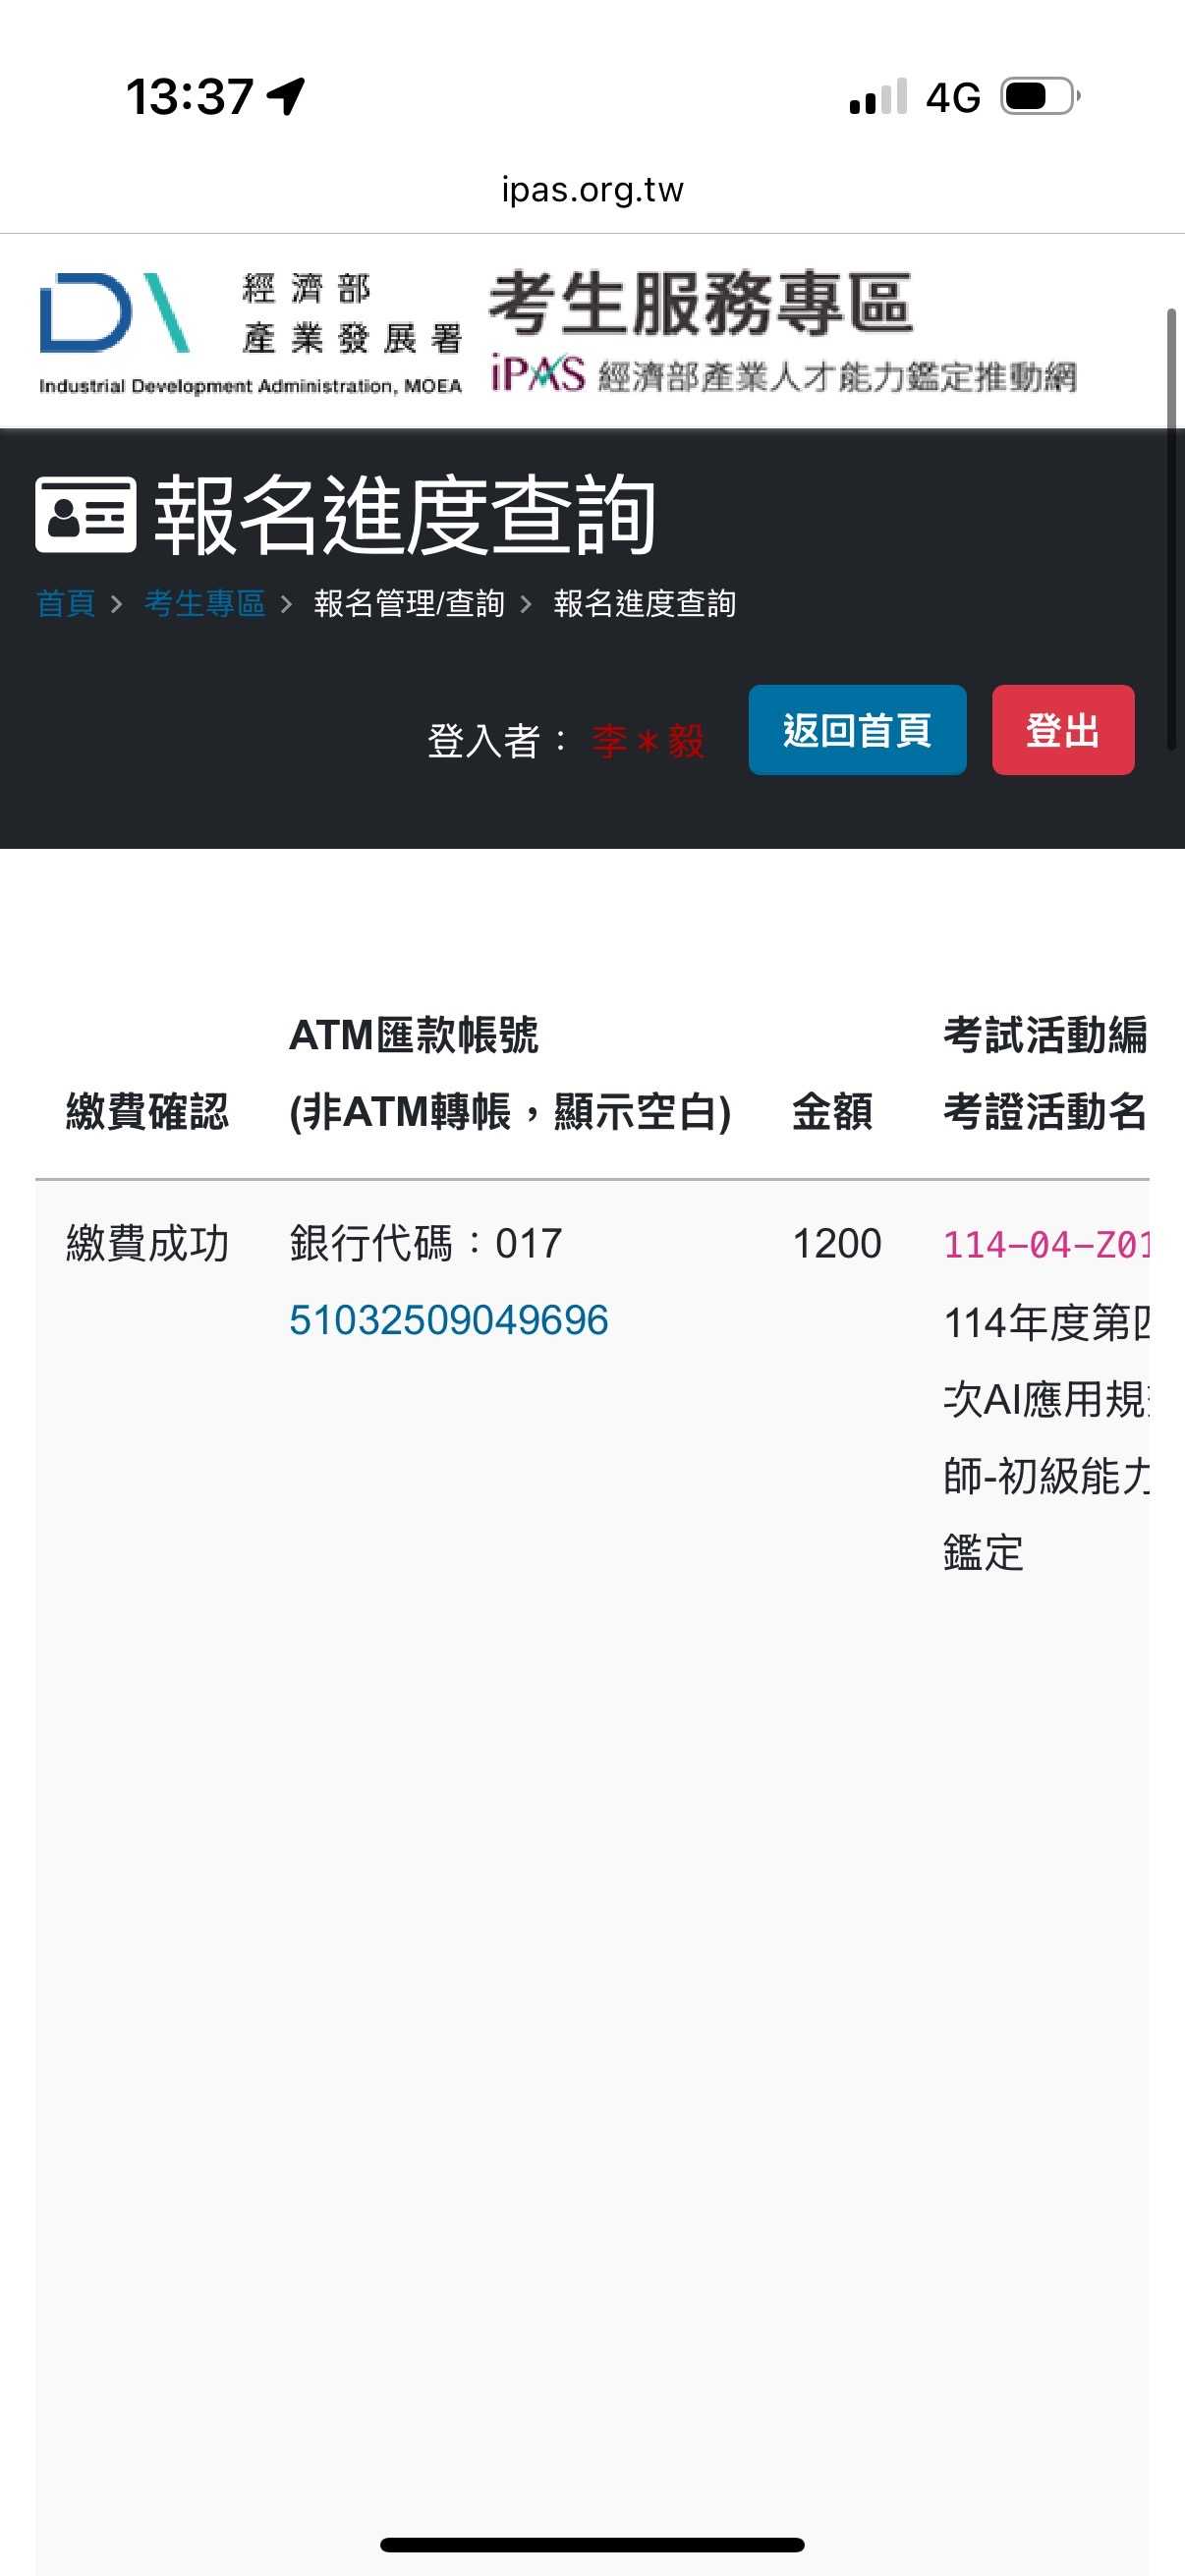 13:37 4G
ipas.org.tw
經濟部
產業發展署
Industrial Development Administration, MOEA
考生服務專區
iPAS 經濟部產業人才能力鑑定推動網
報名進度查詢
首頁 > 考生專區 > 報名管理/查詢 > 報名進度查詢
登入者： 李＊毅 返回首頁 登出
ATM匯款帳號 考試活動編
繳費確認 (非ATM轉帳，顯示空白) 金額 考證活動名
繳費成功 銀行代碼：017 1200 114-04-Z01
51032509049696 114年度第四
次AI應用規
師-初級能力
鑑定